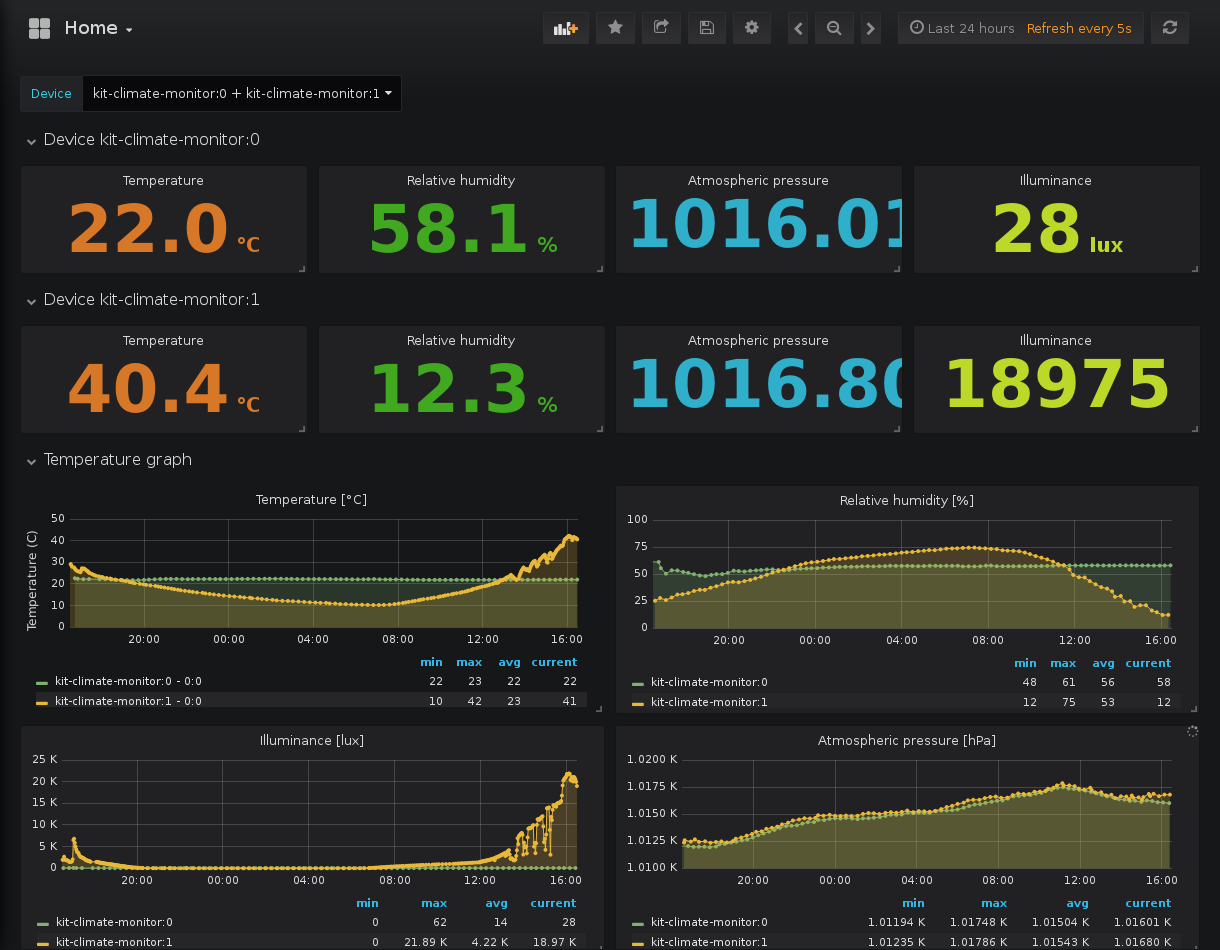 Home
Last 24 hours Refresh every 5s
Device kit-climate-monitor:0 + kit-climate-monitor:1
Device kit-climate-monitor:0
Temperature Relative humidity Atmospheric pressure Illuminance
22.0 °C 58.1 % 1016.01 28 lux
Device kit-climate-monitor:1
Temperature Relative humidity Atmospheric pressure Illuminance
40.4 °C 12.3 % 1016.80 18975
Temperature graph
Temperature [°C]
Temperature (C)
50
40
30
20
10
0
20:00 00:00 04:00 08:00 12:00 16:00
min max avg current
kit-climate-monitor:0 - 0:0 22 23 22 22
kit-climate-monitor:1 - 0:0 10 42 23 41
Relative humidity [%]
100
75
50
25
0
20:00 00:00 04:00 08:00 12:00 16:00
min max avg current
kit-climate-monitor:0 48 61 56 58
kit-climate-monitor:1 12 75 53 12
Illuminance [lux]
25 K
20 K
15 K
10 K
5 K
0
20:00 00:00 04:00 08:00 12:00 16:00
min max avg current
kit-climate-monitor:0 0 62 14 28
kit-climate-monitor:1 0 21.89 K 4.22 K 18.97 K
Atmospheric pressure [hPa]
1.0200 K
1.0175 K
1.0150 K
1.0125 K
1.0100 K
20:00 00:00 04:00 08:00 12:00 16:00
min max avg current
kit-climate-monitor:0 1.01194 K 1.01748 K 1.01504 K 1.01601 K
kit-climate-monitor:1 1.01235 K 1.01786 K 1.01543 K 1.01680 K